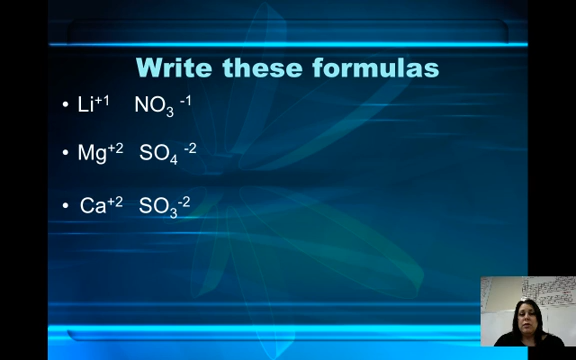 Write these formulas
• Li⁺¹ NO₃ ⁻¹
• Mg⁺² SO₄ ⁻²
• Ca⁺² SO₃⁻²